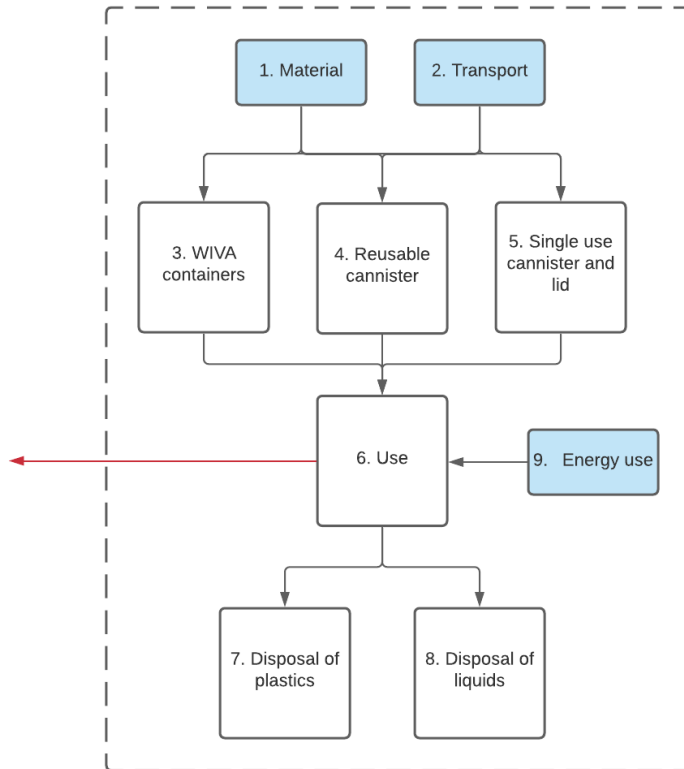 1. Material
2. Transport
3. WIVA
containers
4. Reusable
cannister
5. Single use
cannister and
lid
6. Use
9. Energy use
7. Disposal of
plastics
8. Disposal of
liquids